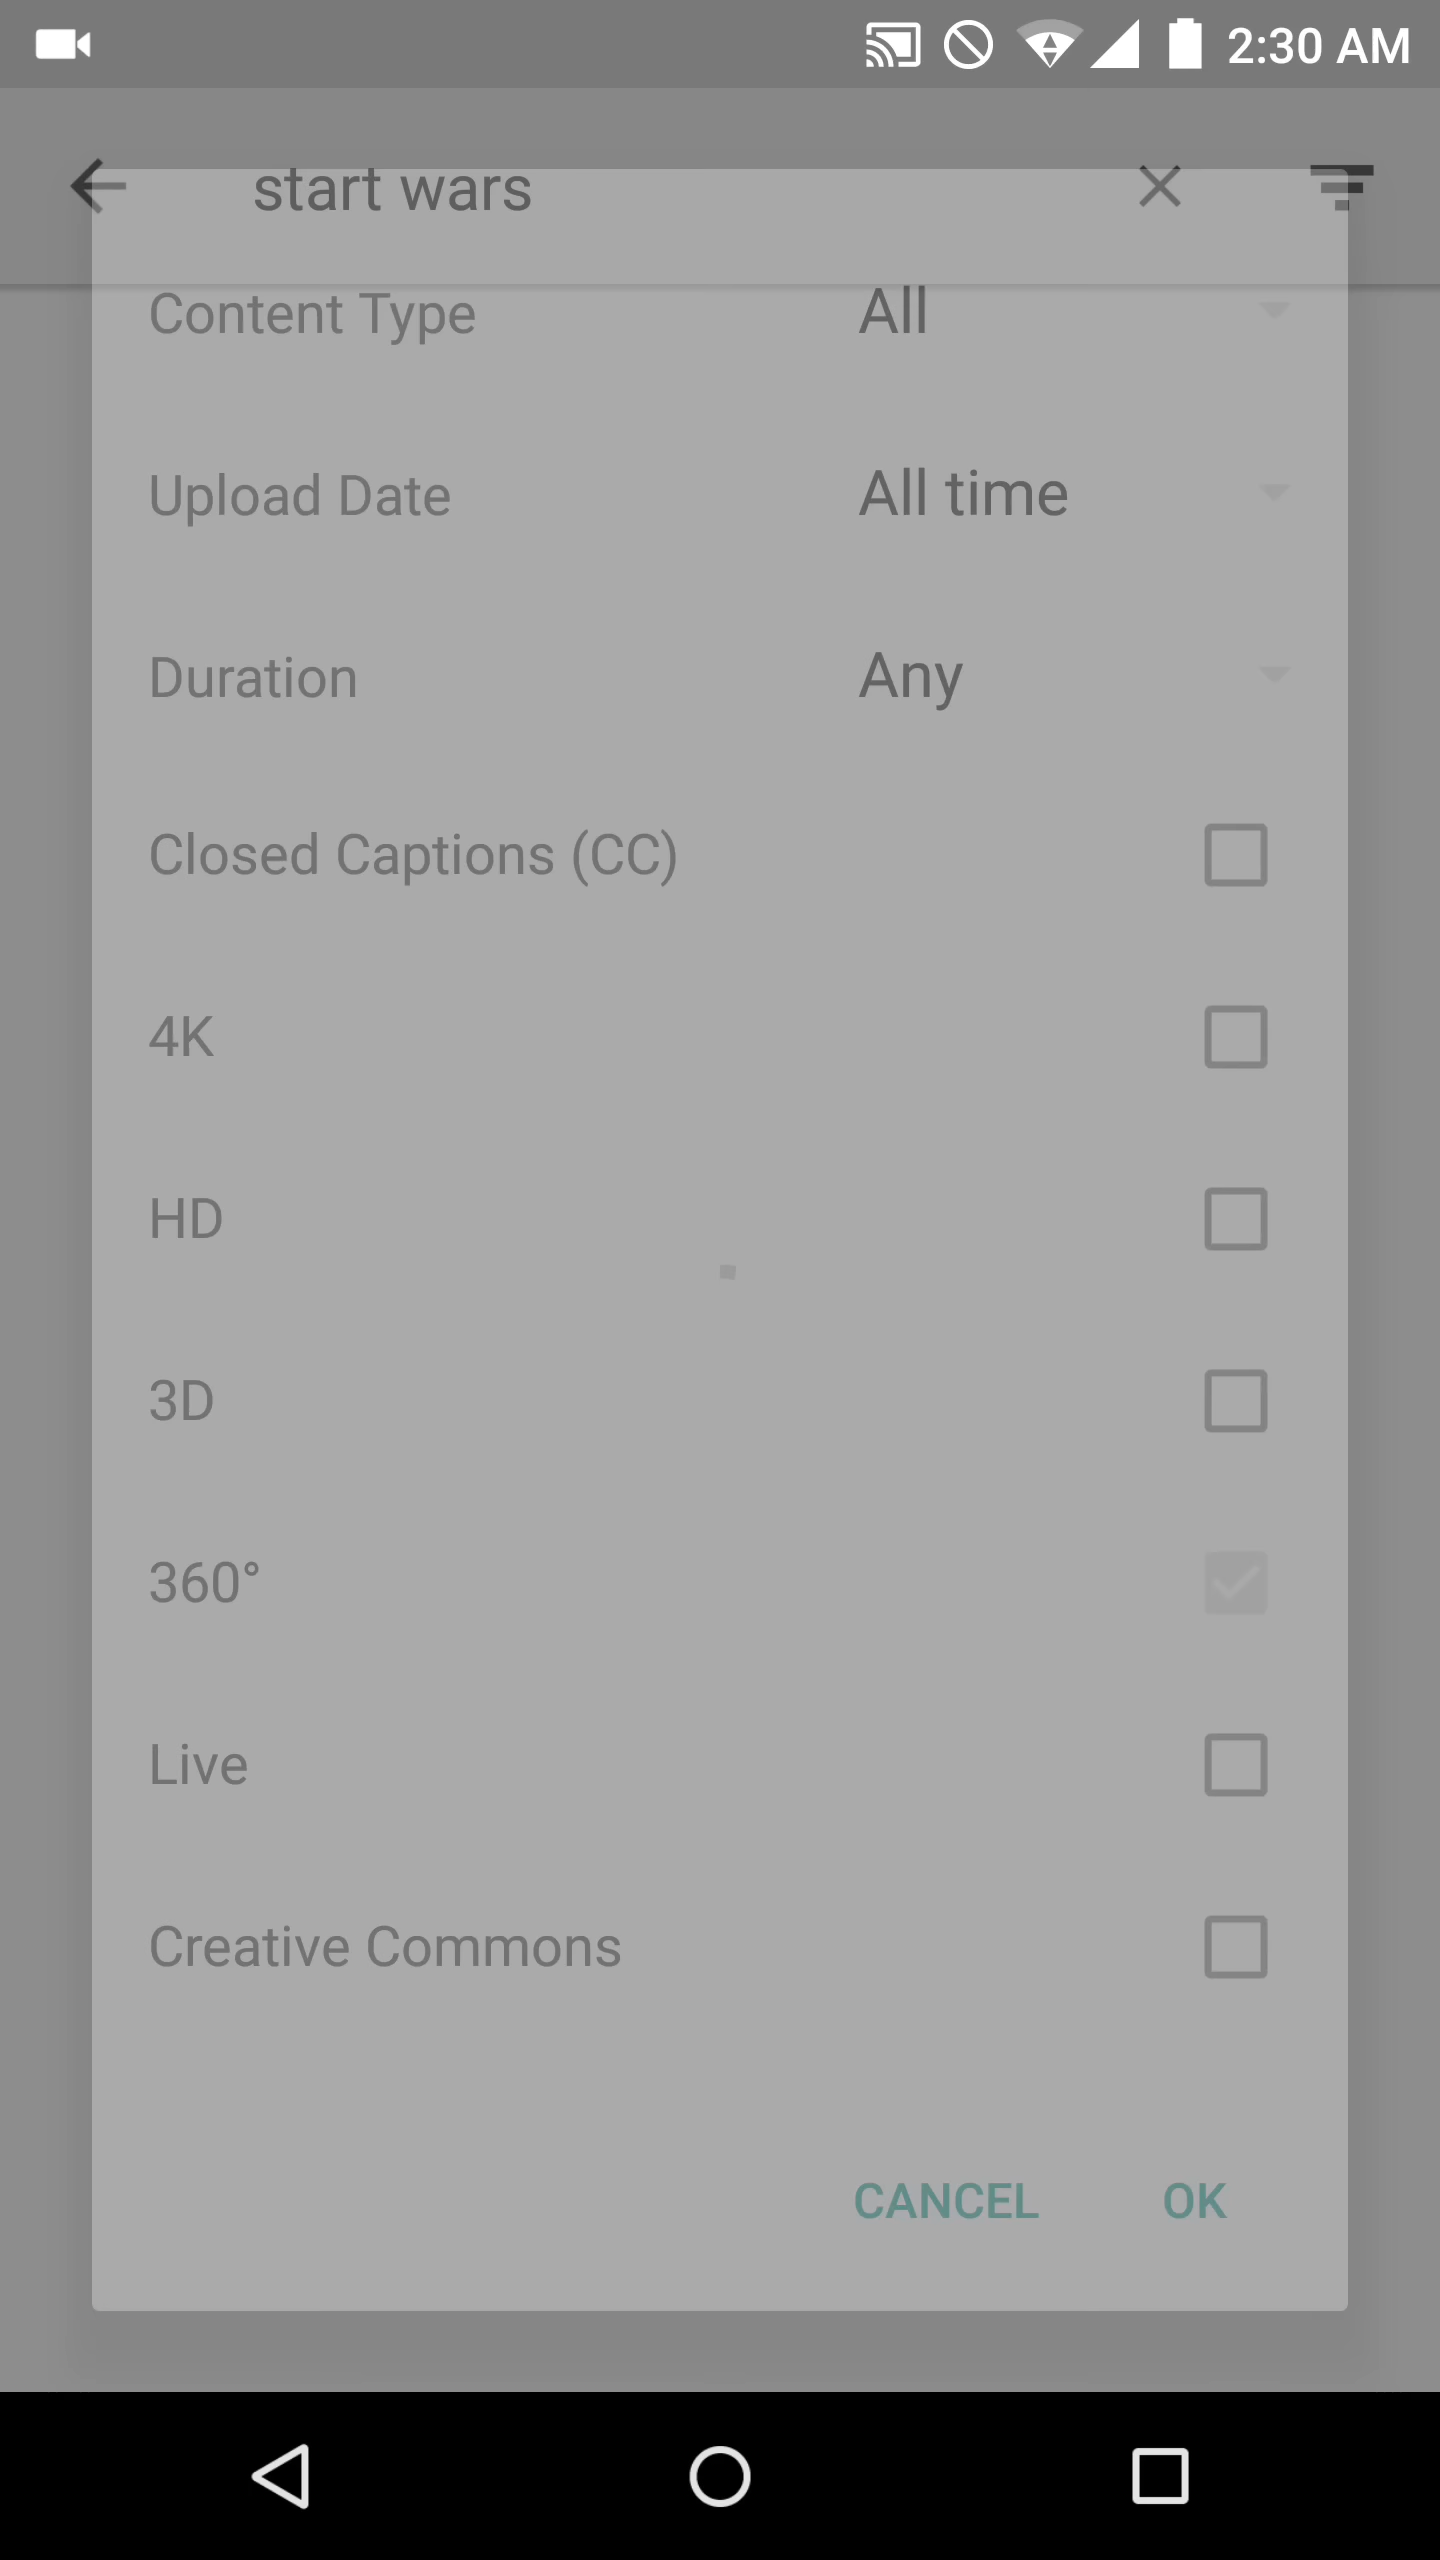 2:30 AM
start wars
Content Type All
Upload Date All time
Duration Any
Closed Captions (CC)
4K
HD
3D
360°
Live
Creative Commons
CANCEL OK